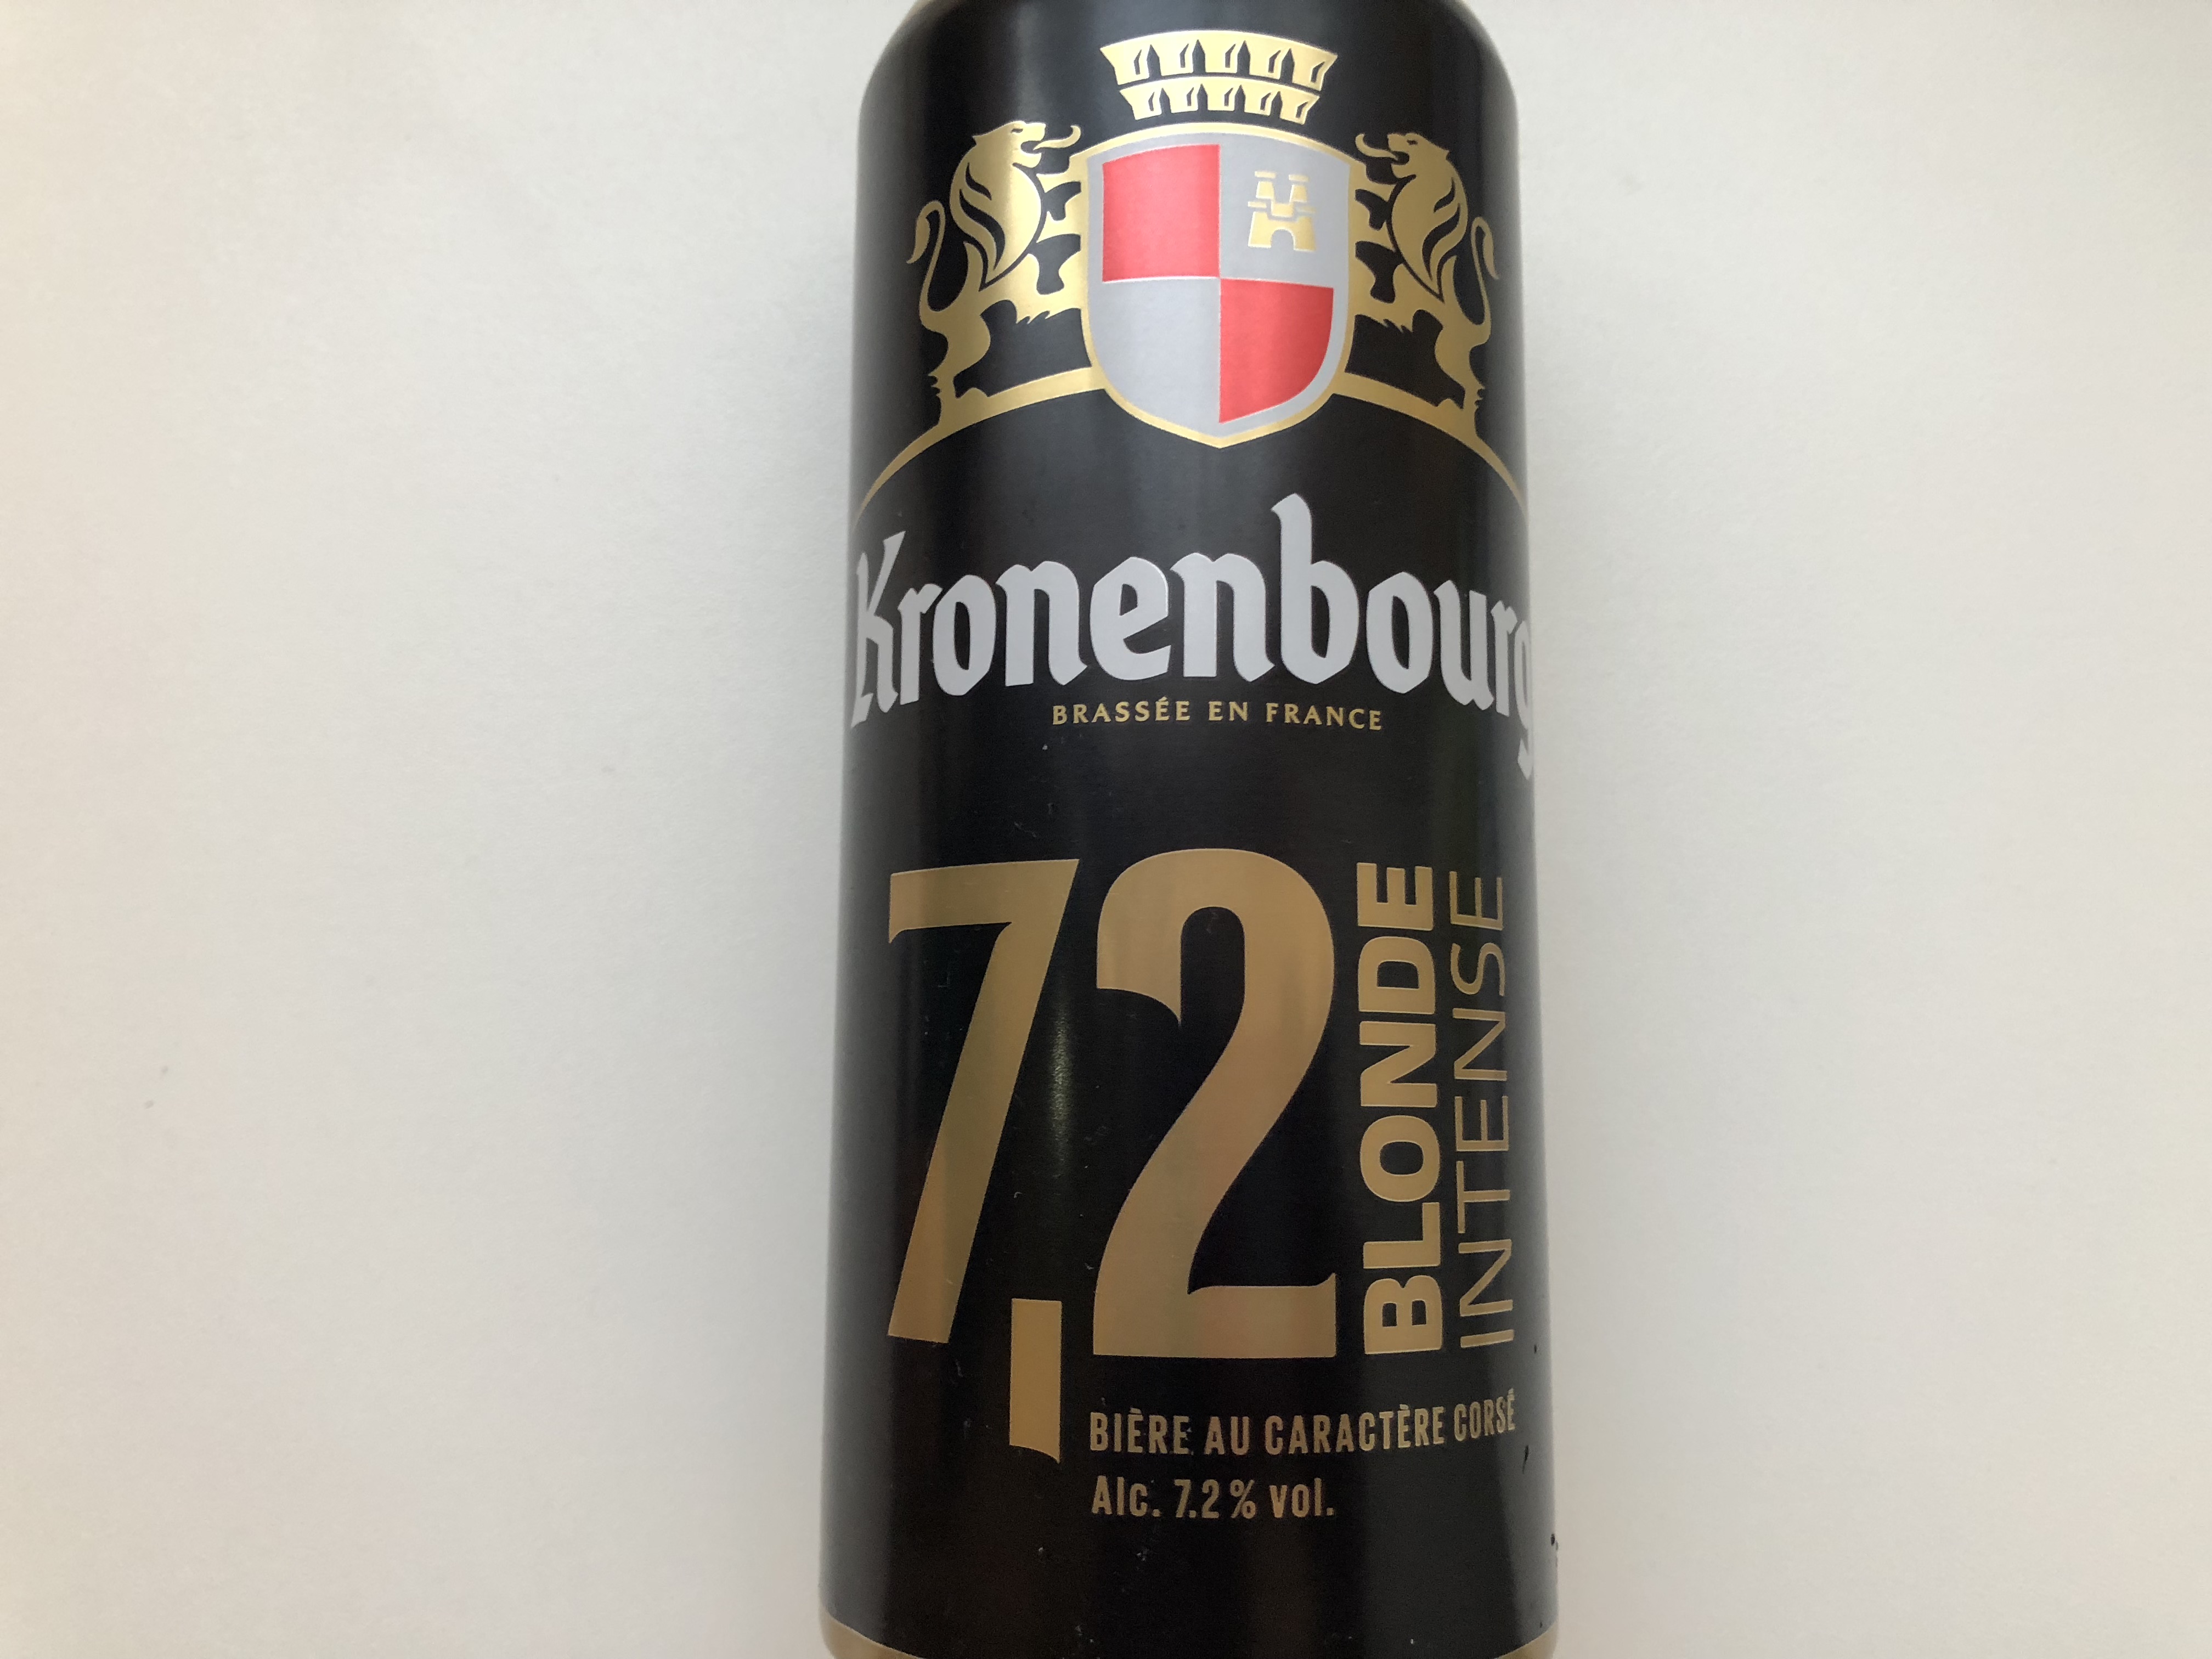 Kronenbourg
BRASSÉE EN FRANCE
7,2
BLONDE
INTENSE
BIÈRE AU CARACTÈRE CORSÉ
Alc. 7.2 % vol.